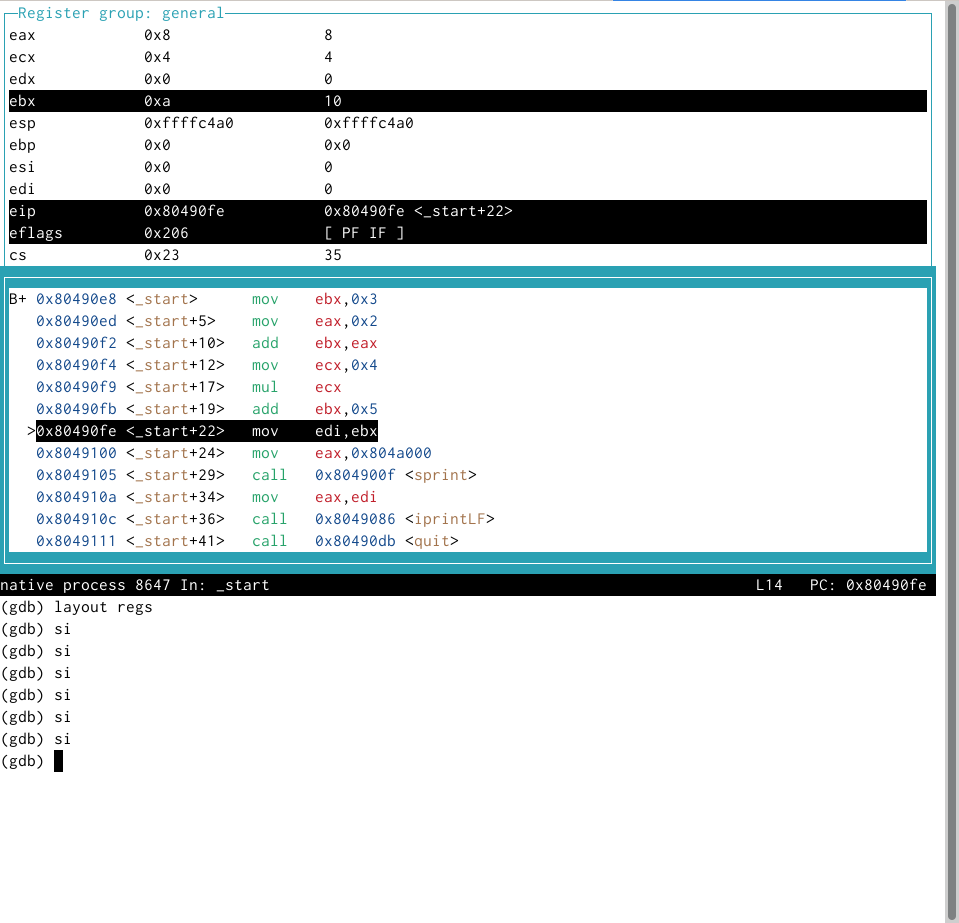 Register group: general
eax 0x8 8
ecx 0x4 4
edx 0x0 0
ebx 0xa 10
esp 0xffffc4a0 0xffffc4a0
ebp 0x0 0x0
esi 0x0 0
edi 0x0 0
eip 0x80490fe 0x80490fe <_start+22>
eflags 0x206 [ PF IF ]
cs 0x23 35
B+ 0x80490e8 <_start> mov ebx,0x3
0x80490ed <_start+5> mov eax,0x2
0x80490f2 <_start+10> add ebx,eax
0x80490f4 <_start+12> mov ecx,0x4
0x80490f9 <_start+17> mul ecx
0x80490fb <_start+19> add ebx,0x5
>0x80490fe <_start+22> mov edi,ebx
0x8049100 <_start+24> mov eax,0x804a000
0x8049105 <_start+29> call 0x804900f <sprint>
0x804910a <_start+34> mov eax,edi
0x804910c <_start+36> call 0x8049086 <iprintLF>
0x8049111 <_start+41> call 0x80490db <quit>
native process 8647 In: _start L14 PC: 0x80490fe
(gdb) layout regs
(gdb) si
(gdb) si
(gdb) si
(gdb) si
(gdb) si
(gdb) si
(gdb)